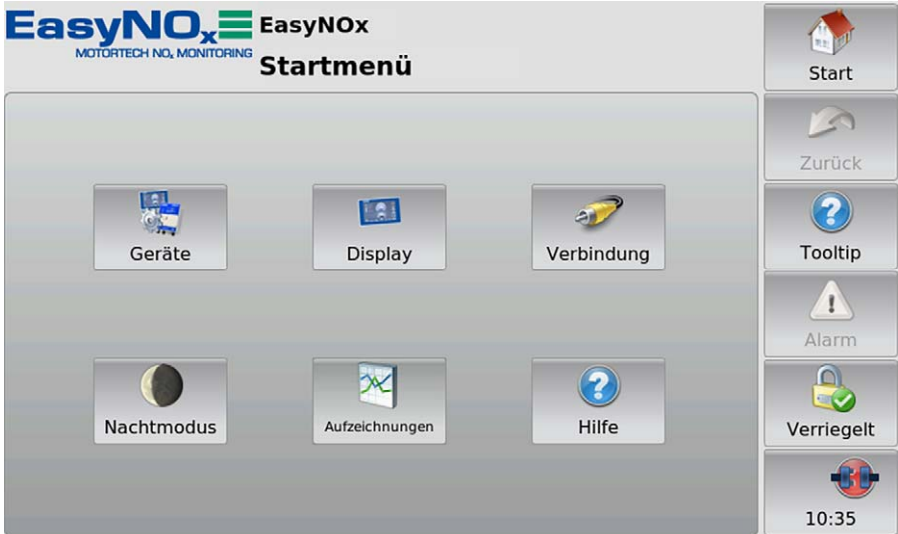 EasyNOx
MOTORTECH NOx MONITORING
EasyNOx
Startmenü
Start
Zurück
Tooltip
Alarm
Verriegelt
10:35
Geräte
Display
Verbindung
Nachtmodus
Aufzeichnungen
Hilfe